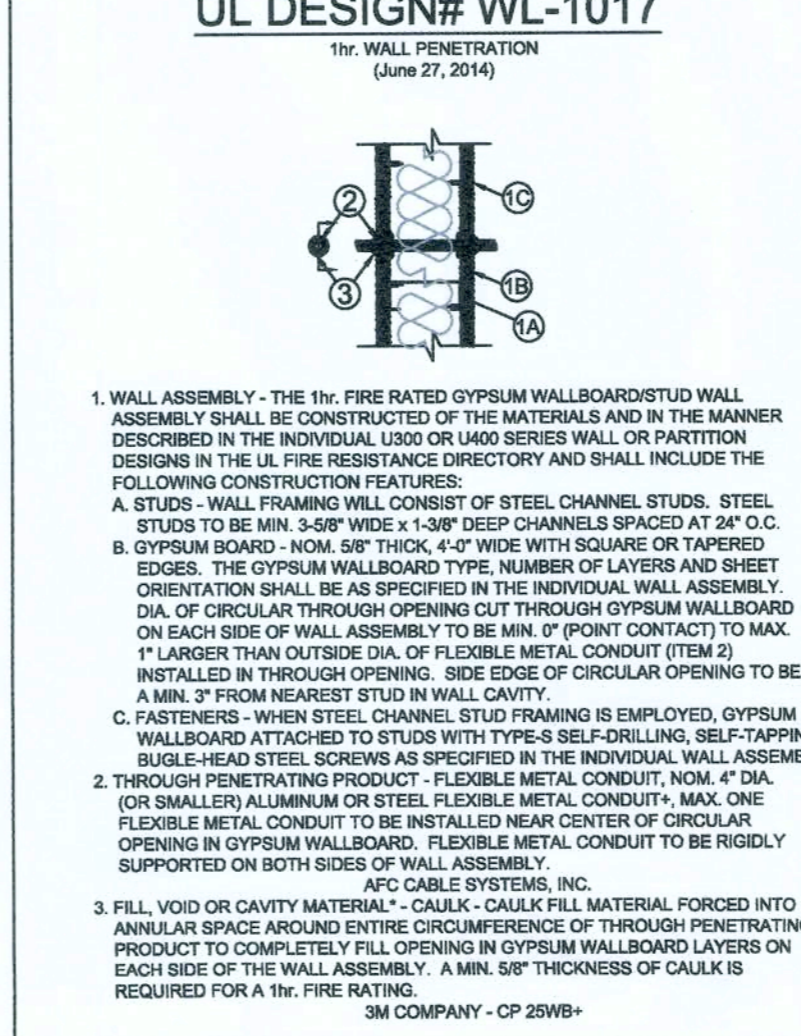 UL DESIGN# WL-1017
1hr. WALL PENETRATION
(June 27, 2014)
2
1C
3
1B
1A
1. WALL ASSEMBLY - THE 1hr. FIRE RATED GYPSUM WALLBOARD/STUD WALL
ASSEMBLY SHALL BE CONSTRUCTED OF THE MATERIALS AND IN THE MANNER
DESCRIBED IN THE INDIVIDUAL U300 OR U400 SERIES WALL OR PARTITION
DESIGNS IN THE UL FIRE RESISTANCE DIRECTORY AND SHALL INCLUDE THE
FOLLOWING CONSTRUCTION FEATURES:
A. STUDS - WALL FRAMING WILL CONSIST OF STEEL CHANNEL STUDS. STEEL
STUDS TO BE MIN. 3-5/8" WIDE x 1-3/8" DEEP CHANNELS SPACED AT 24" O.C.
B. GYPSUM BOARD - NOM. 5/8" THICK, 4'-0" WIDE WITH SQUARE OR TAPERED
EDGES. THE GYPSUM WALLBOARD TYPE, NUMBER OF LAYERS AND SHEET
ORIENTATION SHALL BE AS SPECIFIED IN THE INDIVIDUAL WALL ASSEMBLY.
DIA. OF CIRCULAR THROUGH OPENING CUT THROUGH GYPSUM WALLBOARD
ON EACH SIDE OF WALL ASSEMBLY TO BE MIN. 0" (POINT CONTACT) TO MAX.
1" LARGER THAN OUTSIDE DIA. OF FLEXIBLE METAL CONDUIT (ITEM 2)
INSTALLED IN THROUGH OPENING. SIDE EDGE OF CIRCULAR OPENING TO BE
A MIN. 3" FROM NEAREST STUD IN WALL CAVITY.
C. FASTENERS - WHEN STEEL CHANNEL STUD FRAMING IS EMPLOYED, GYPSUM
WALLBOARD ATTACHED TO STUDS WITH TYPE-S SELF-DRILLING, SELF-TAPPIN
BUGLE-HEAD STEEL SCREWS AS SPECIFIED IN THE INDIVIDUAL WALL ASSEMB
2. THROUGH PENETRATING PRODUCT - FLEXIBLE METAL CONDUIT, NOM. 4" DIA.
(OR SMALLER) ALUMINUM OR STEEL FLEXIBLE METAL CONDUIT+, MAX. ONE
FLEXIBLE METAL CONDUIT TO BE INSTALLED NEAR CENTER OF CIRCULAR
OPENING IN GYPSUM WALLBOARD. FLEXIBLE METAL CONDUIT TO BE RIGIDLY
SUPPORTED ON BOTH SIDES OF WALL ASSEMBLY.
AFC CABLE SYSTEMS, INC.
3. FILL, VOID OR CAVITY MATERIAL* - CAULK - CAULK FILL MATERIAL FORCED INTO
ANNULAR SPACE AROUND ENTIRE CIRCUMFERENCE OF THROUGH PENETRATING
PRODUCT TO COMPLETELY FILL OPENING IN GYPSUM WALLBOARD LAYERS ON
EACH SIDE OF THE WALL ASSEMBLY. A MIN. 5/8" THICKNESS OF CAULK IS
REQUIRED FOR A 1hr. FIRE RATING.
3M COMPANY - CP 25WB+